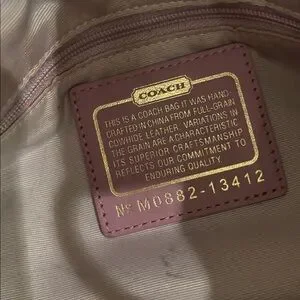 COACH
THIS IS A COACH BAG. IT WAS HAND-
CRAFTED IN CHINA FROM FULL-GRAIN
COWHIDE LEATHER. VARIATIONS IN
THE GRAIN ARE A CHARACTERISTIC
ITS SUPERIOR CRAFTSMANSHIP
REFLECTS OUR COMMITMENT TO
ENDURING QUALITY.
Nº M0882-13412